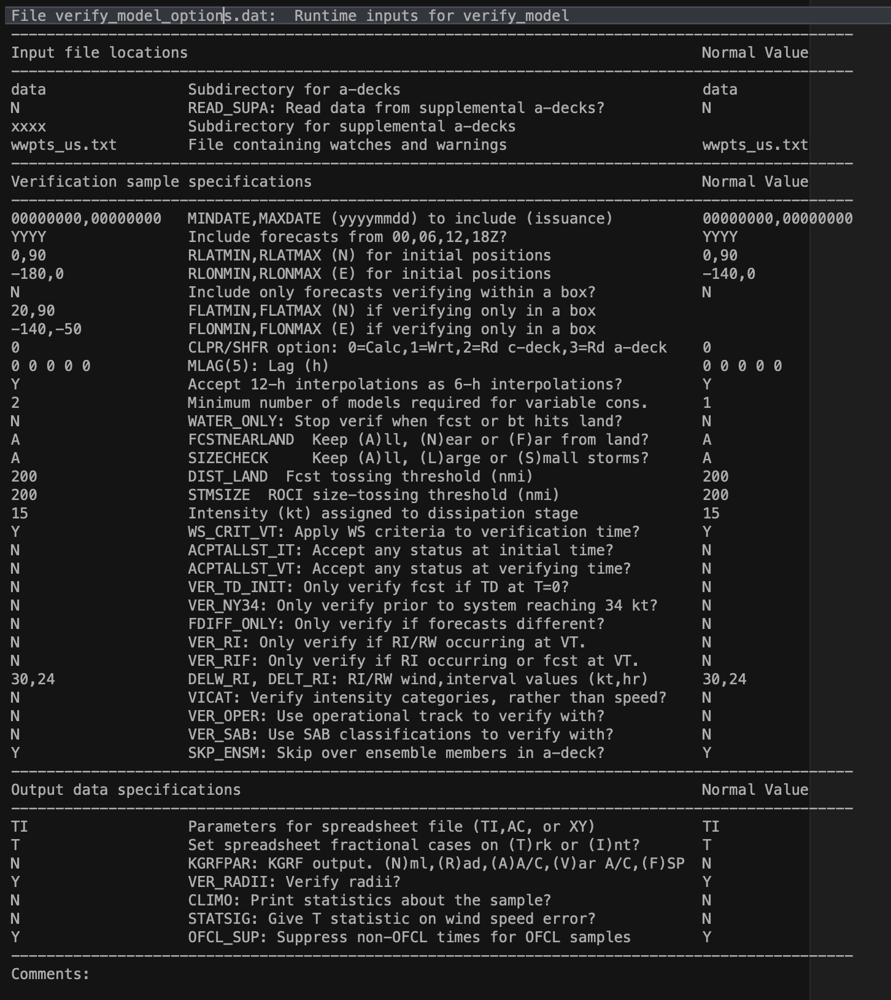 File verify_model_options.dat:  Runtime inputs for verify_model
-----------------------------------------------------------------------------------------------
Input file locations                                                          Normal Value
-----------------------------------------------------------------------------------------------
data                Subdirectory for a-decks                                  data
N                   READ_SUPA: Read data from supplemental a-decks?           N
xxxx                Subdirectory for supplemental a-decks
wwpts_us.txt        File containing watches and warnings                      wwpts_us.txt
-----------------------------------------------------------------------------------------------
Verification sample specifications                                            Normal Value
-----------------------------------------------------------------------------------------------
00000000,00000000   MINDATE,MAXDATE (yyyymmdd) to include (issuance)          00000000,00000000
YYYY                Include forecasts from 00,06,12,18Z?                      YYYY
0,90                RLATMIN,RLATMAX (N) for initial positions                 0,90
-180,0              RLONMIN,RLONMAX (E) for initial positions                 -140,0
N                   Include only forecasts verifying within a box?            N
20,90               FLATMIN,FLATMAX (N) if verifying only in a box
-140,-50            FLONMIN,FLONMAX (E) if verifying only in a box
0                   CLPR/SHFR option: 0=Calc,1=Wrt,2=Rd c-deck,3=Rd a-deck    0
0 0 0 0 0           MLAG(5): Lag (h)                                          0 0 0 0 0
Y                   Accept 12-h interpolations as 6-h interpolations?         Y
2                   Minimum number of models required for variable cons.      1
N                   WATER_ONLY: Stop verif when fcst or bt hits land?         N
A                   FCSTNEARLAND  Keep (A)ll, (N)ear or (F)ar from land?      A
A                   SIZECHECK     Keep (A)ll, (L)arge or (S)mall storms?      A
200                 DIST_LAND  Fcst tossing threshold (nmi)                   200
200                 STMSIZE  ROCI size-tossing threshold (nmi)                200
15                  Intensity (kt) assigned to dissipation stage              15
Y                   WS_CRIT_VT: Apply WS criteria to verification time?       Y
N                   ACPTALLST_IT: Accept any status at initial time?          N
N                   ACPTALLST_VT: Accept any status at verifying time?        N
N                   VER_TD_INIT: Only verify fcst if TD at T=0?               N
N                   VER_NY34: Only verify prior to system reaching 34 kt?     N
N                   FDIFF_ONLY: Only verify if forecasts different?           N
N                   VER_RI: Only verify if RI/RW occurring at VT.             N
N                   VER_RIF: Only verify if RI occurring or fcst at VT.       N
30,24               DELW_RI, DELT_RI: RI/RW wind,interval values (kt,hr)      30,24
N                   VICAT: Verify intensity categories, rather than speed?    N
N                   VER_OPER: Use operational track to verify with?           N
N                   VER_SAB: Use SAB classifications to verify with?          N
Y                   SKP_ENSM: Skip over ensemble members in a-deck?           Y
-----------------------------------------------------------------------------------------------
Output data specifications                                                    Normal Value
-----------------------------------------------------------------------------------------------
TI                  Parameters for spreadsheet file (TI,AC, or XY)            TI
T                   Set spreadsheet fractional cases on (T)rk or (I)nt?       T
N                   KGRFPAR: KGRF output. (N)ml,(R)ad,(A)A/C,(V)ar A/C,(F)SP  N
Y                   VER_RADII: Verify radii?                                  Y
N                   CLIMO: Print statistics about the sample?                 N
N                   STATSIG: Give T statistic on wind speed error?            N
Y                   OFCL_SUP: Suppress non-OFCL times for OFCL samples        Y
-----------------------------------------------------------------------------------------------
Comments: